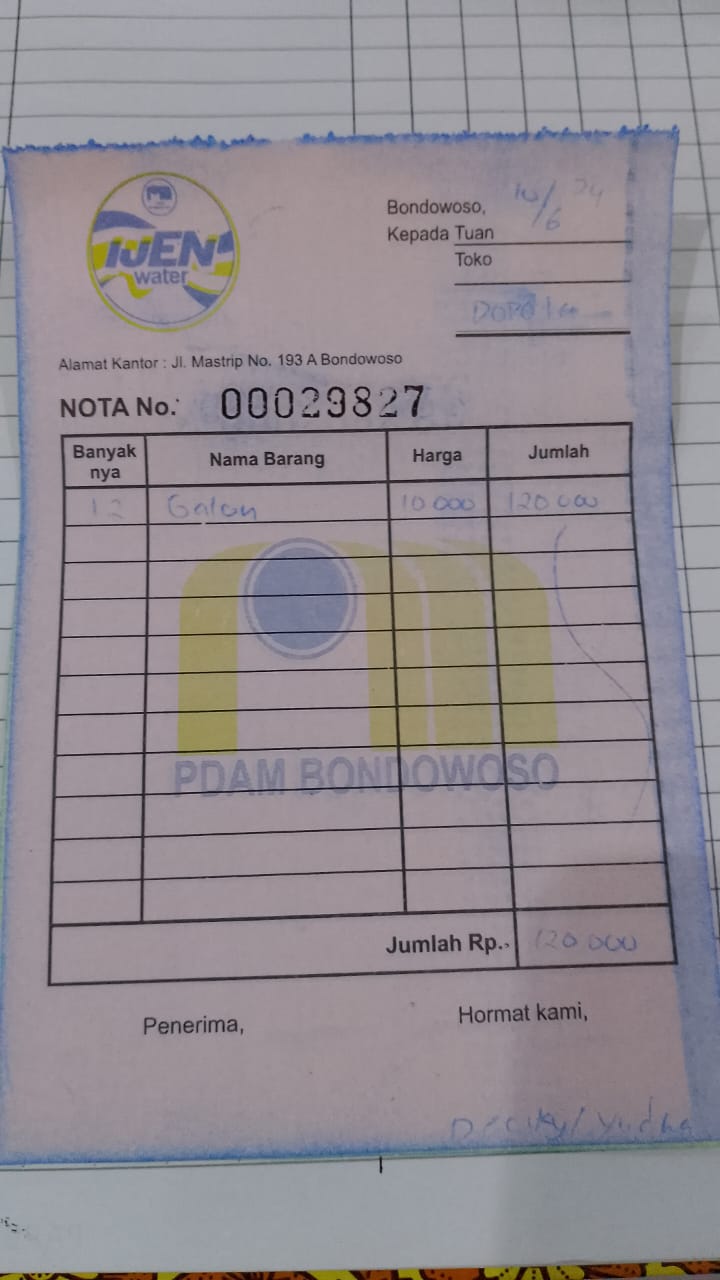 IJEN
water
Bondowoso, 10/6 24
Kepada Tuan
Toko
Alamat Kantor : Jl. Mastrip No. 193 A Bondowoso
NOTA No. 00029827
Banyak nya Nama Barang Harga Jumlah
12 Galon 10 000 120 000
PDAM BONDOWOSO
Jumlah Rp. 120 000
Penerima, Hormat kami,
Yudha